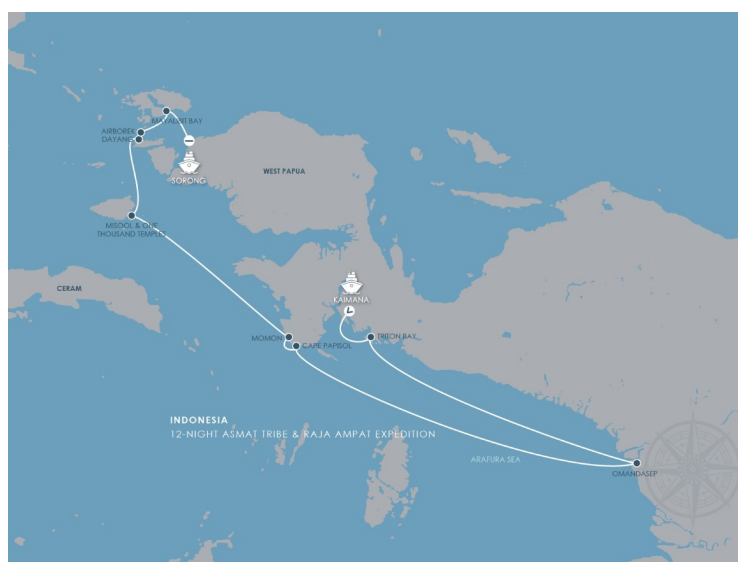 MAYALIBIT BAY
AIRBOREK
DAYANG
SORONG
WEST PAPUA
MISOOL & ONE
THOUSAND TEMPLES
CERAM
KAIMANA
MOMON
CAPE PAPISOL
TRITON BAY
INDONESIA
12-NIGHT ASMAT TRIBE & RAJA AMPAT EXPEDITION
ARAFURA SEA
OMANDASEP